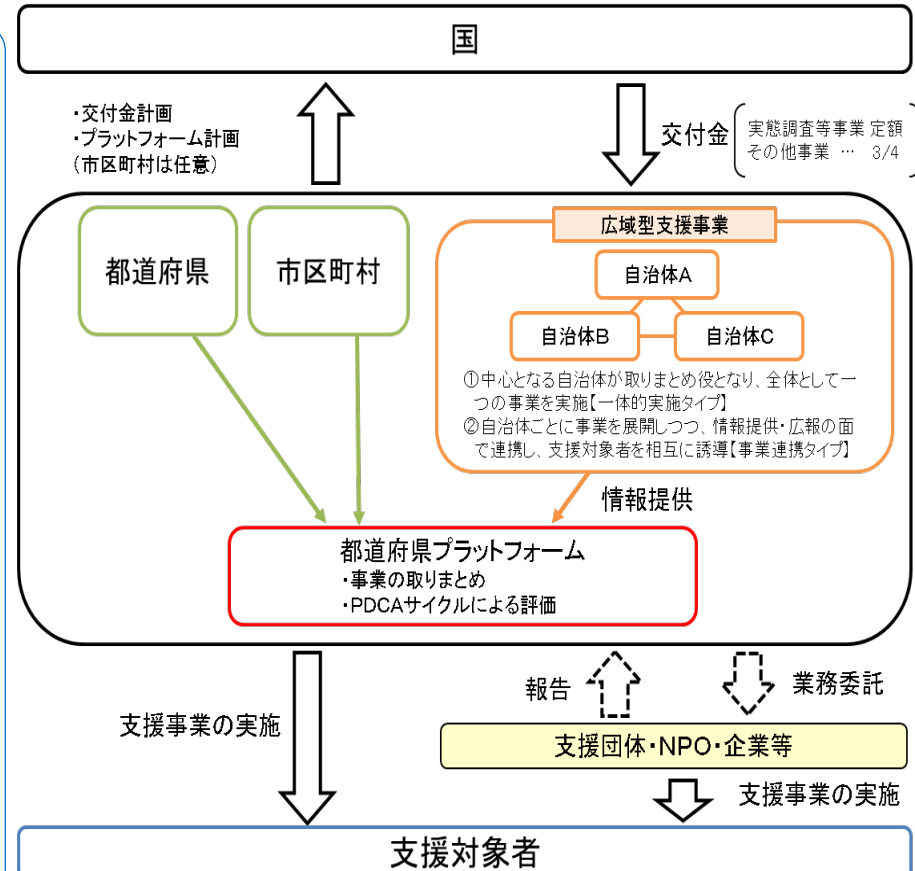 国
・交付金計画
・プラットフォーム計画
(市区町村は任意)
交付金
実態調査等事業 定額
その他事業 … 3/4
都道府県
市区町村
広域型支援事業
自治体A
自治体B
自治体C
①中心となる自治体が取りまとめ役となり、全体として一
つの事業を実施【一体的実施タイプ】
②自治体ごとに事業を展開しつつ、情報提供・広報の面
で連携し、支援対象者を相互に誘導【事業連携タイプ】
情報提供
都道府県プラットフォーム
・事業の取りまとめ
・PDCAサイクルによる評価
報告
業務委託
支援事業の実施
支援団体・NPO・企業等
支援事業の実施
支援対象者